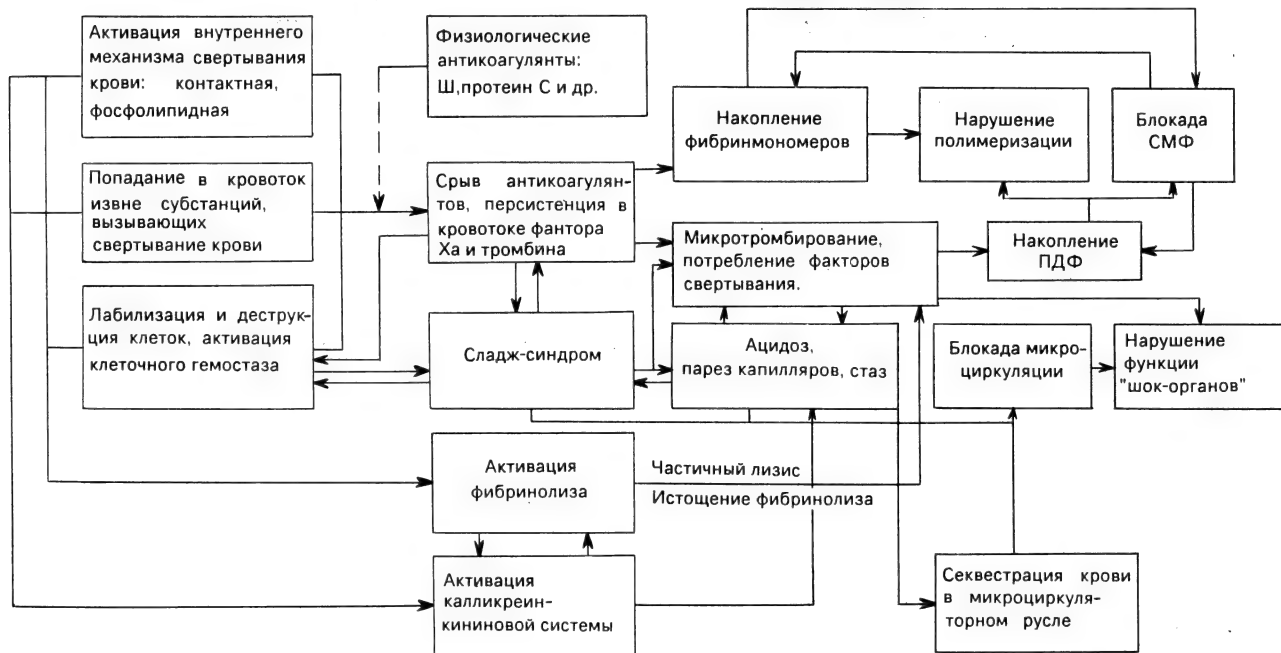 Активация внутреннего
механизма свертывания
крови: контактная,
фосфолипидная
Физиологические
антикоагулянты:
Ш,протеин С и др.
Накопление
фибринмономеров
Нарушение
полимеризации
Блокада
СМФ
Попадание в кровоток
извне субстанций,
вызывающих
свертывание крови
Срыв антикоагулян-
тов, персистенция в
кровотоке фантора
Ха и тромбина
Микротромбирование,
потребление факторов
свертывания.
Накопление
ПДФ
Лабилизация и деструк-
ция клеток, активация
клеточного гемостаза
Сладж-синдром
Ацидоз,
парез капилляров, стаз
Блокада микро-
циркуляции
Нарушение
функции
"шок-органов"
Активация
фибринолиза
Частичный лизис
Истощение фибринолиза
Активация
калликреин-
кининовой системы
Секвестрация крови
в микроциркуля-
торном русле